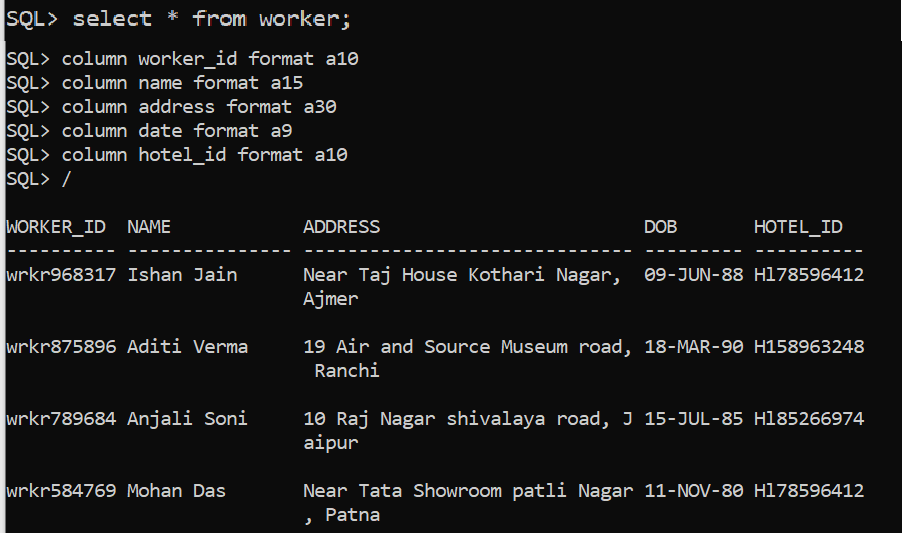 SQL> select * from worker;
SQL> column worker_id format a10
SQL> column name format a15
SQL> column address format a30
SQL> column date format a9
SQL> column hotel_id format a10
SQL> /
WORKER_ID  NAME            ADDRESS                        DOB       HOTEL_ID
---------- --------------- ------------------------------ --------- ----------
wrkr968317 Ishan Jain      Near Taj House Kothari Nagar,  09-JUN-88 Hl78596412
                           Ajmer
wrkr875896 Aditi Verma     19 Air and Source Museum road, 18-MAR-90 H158963248
                            Ranchi
wrkr789684 Anjali Soni     10 Raj Nagar shivalaya road, J 15-JUL-85 Hl85266974
                           aipur
wrkr584769 Mohan Das       Near Tata Showroom patli Nagar 11-NOV-80 Hl78596412
                           , Patna